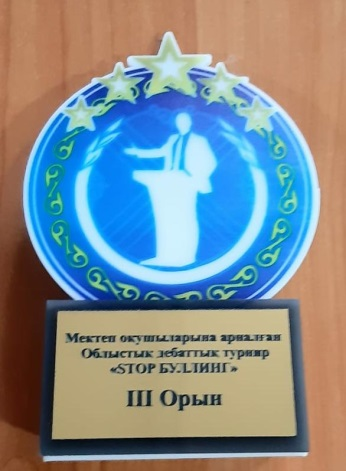 Мектеп оқушыларына арналған
Облыстық дебаттық турнир
«STOP БУЛЛИНГ»
III Орын